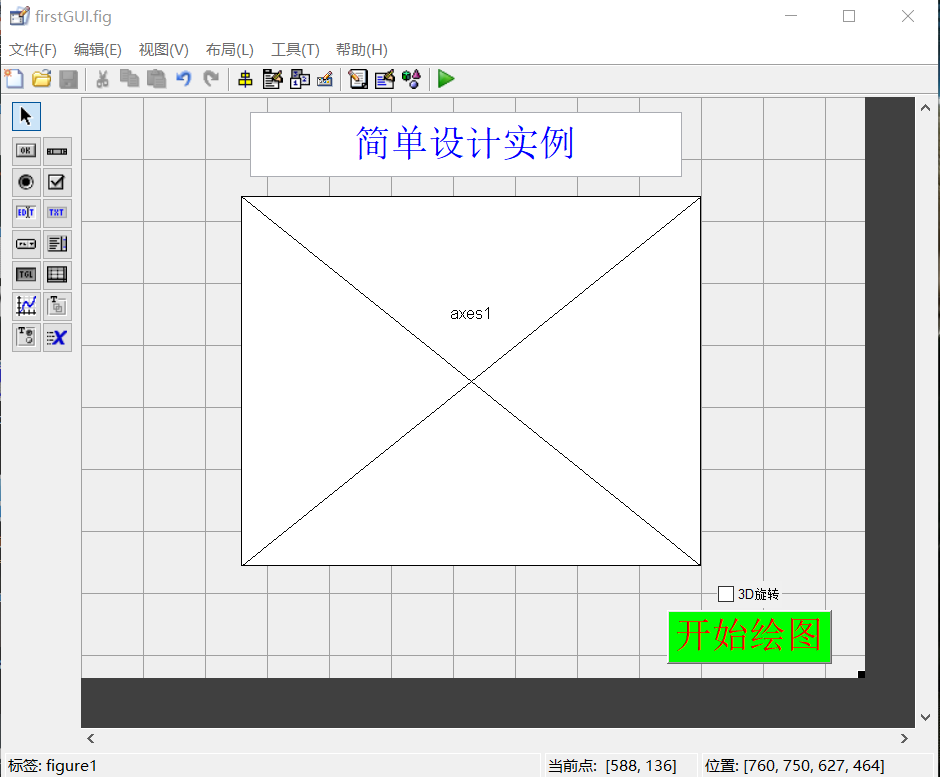 firstGUI.fig
文件(F) 编辑(E) 视图(V) 布局(L) 工具(T) 帮助(H)
简单设计实例
OK
EDIT TXT
TGL
axes1
3D旋转
开始绘图
标签: figure1 当前点: [588, 136] 位置: [760, 750, 627, 464]